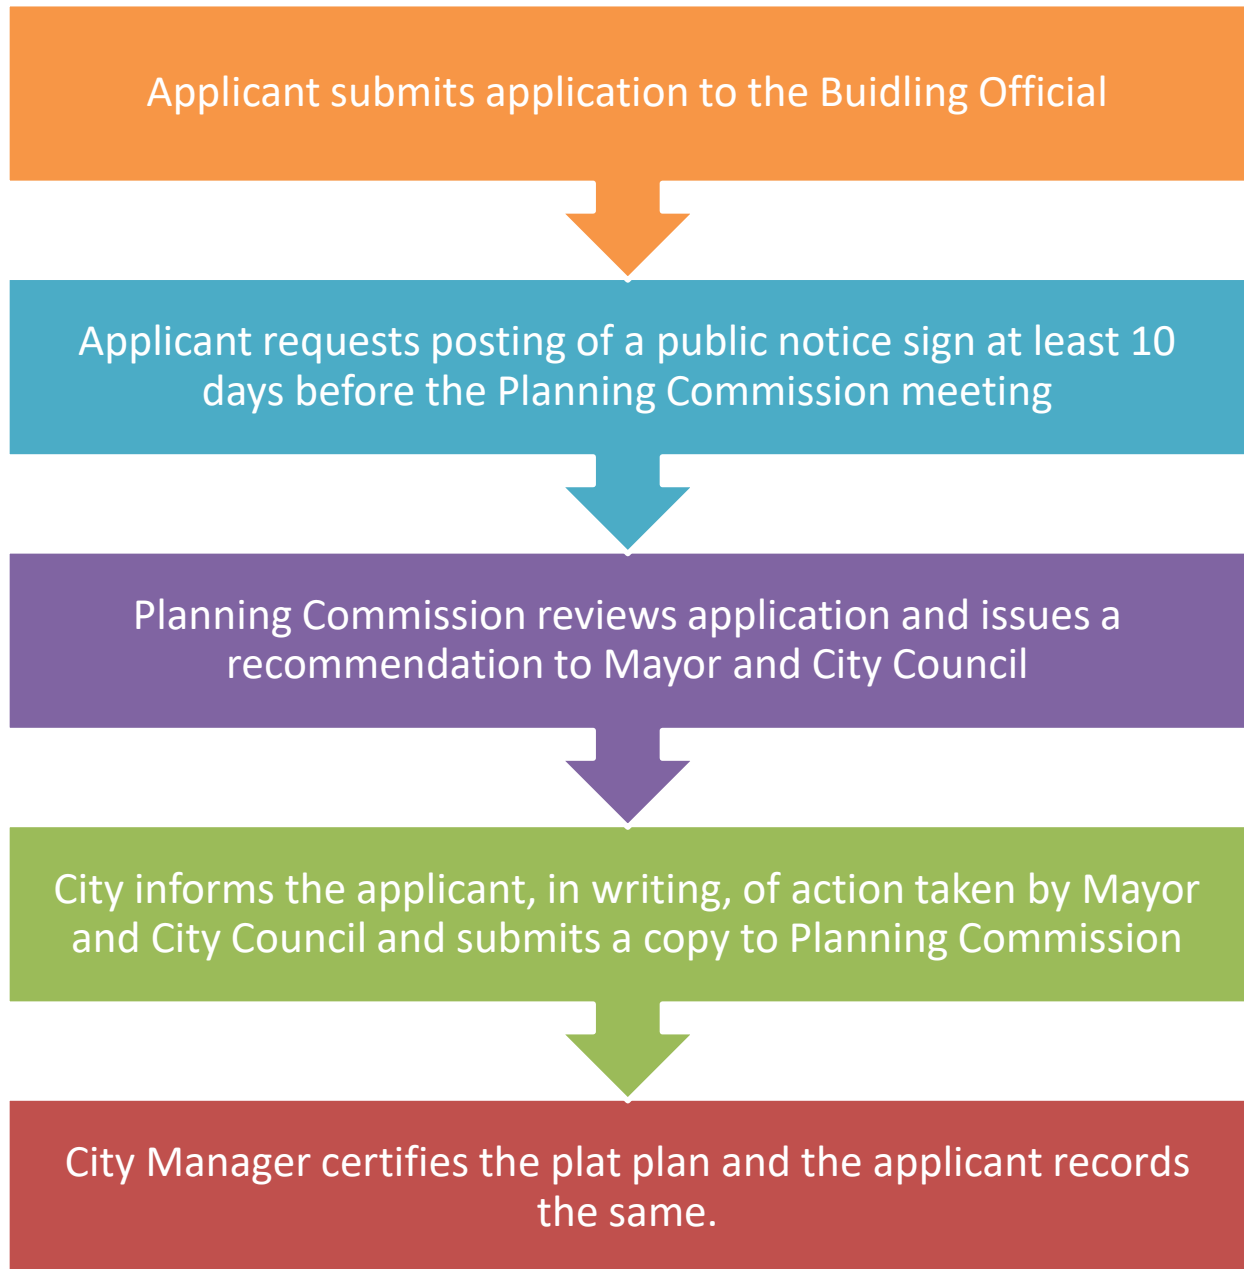 Applicant submits application to the Buidling Official
Applicant requests posting of a public notice sign at least 10
days before the Planning Commission meeting
Planning Commission reviews application and issues a
recommendation to Mayor and City Council
City informs the applicant, in writing, of action taken by Mayor
and City Council and submits a copy to Planning Commission
City Manager certifies the plat plan and the applicant records
the same.